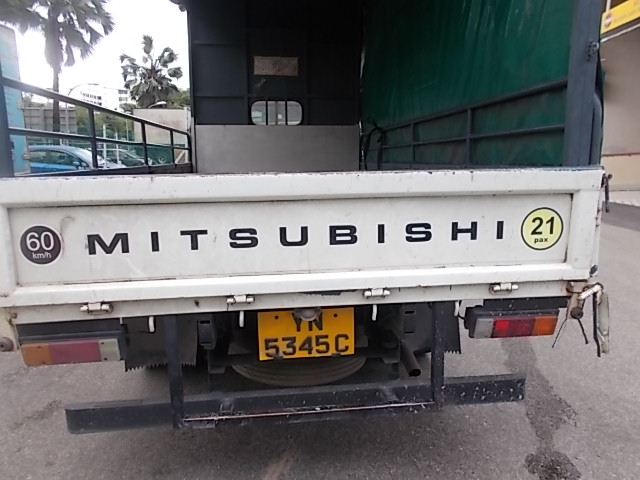 60
km/h
MITSUBISHI
21
pax
YN
5345C